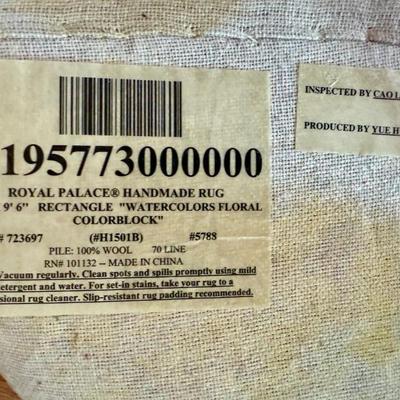 195773000000
ROYAL PALACE® HANDMADE RUG
9' 6" RECTANGLE "WATERCOLORS FLORAL
COLORBLOCK"
# 723697 (#H1501B) #5788
PILE: 100% WOOL 70 LINE
RN# 101132 -- MADE IN CHINA
Vacuum regularly. Clean spots and spills promptly using mild
detergent and water. For set-in stains, take your rug to a
sional rug cleaner. Slip-resistant rug padding recommended.
INSPECTED BY CAO L
PRODUCED BY YUE H